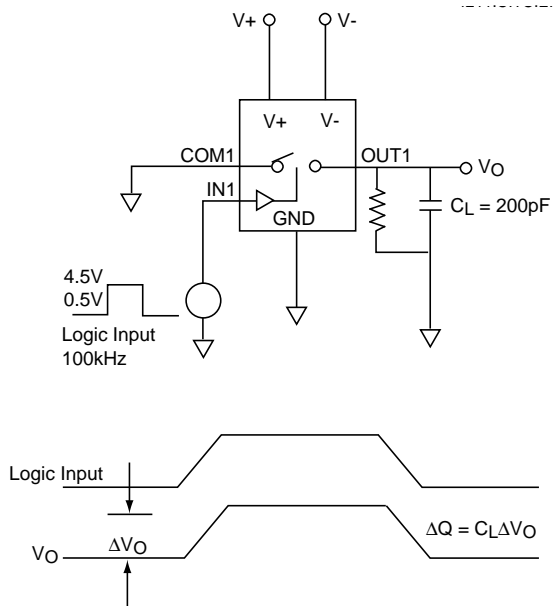 V+ V-
V+ V-
COM1 OUT1 VO
IN1
GND CL = 200pF
4.5V
0.5V
Logic Input
100kHz
Logic Input
VO ΔVO ΔQ = CLΔVO